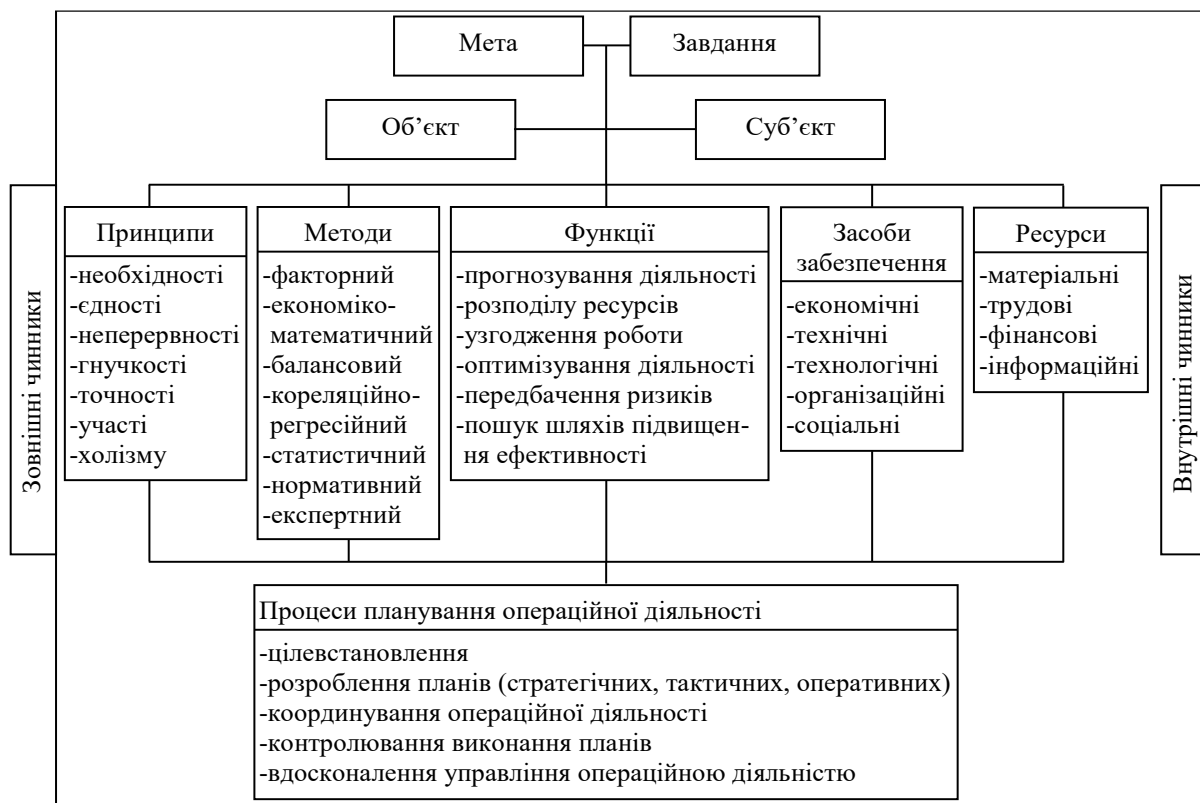 Мета
Завдання
Об’єкт
Суб’єкт
Зовнішні чинники
Принципи
-необхідності
-єдності
-неперервності
-гнучкості
-точності
-участі
-холізму
Методи
-факторний
-економіко-
математичний
-балансовий
-кореляційно-
регресійний
-статистичний
-нормативний
-експертний
Функції
-прогнозування діяльності
-розподілу ресурсів
-узгодження роботи
-оптимізування діяльності
-передбачення ризиків
-пошук шляхів підвищен-
ня ефективності
Засоби
забезпечення
-економічні
-технічні
-технологічні
-організаційні
-соціальні
Ресурси
-матеріальні
-трудові
-фінансові
-інформаційні
Внутрішні чинники
Процеси планування операційної діяльності
-цілевстановлення
-розроблення планів (стратегічних, тактичних, оперативних)
-координування операційної діяльності
-контролювання виконання планів
-вдосконалення управління операційною діяльністю